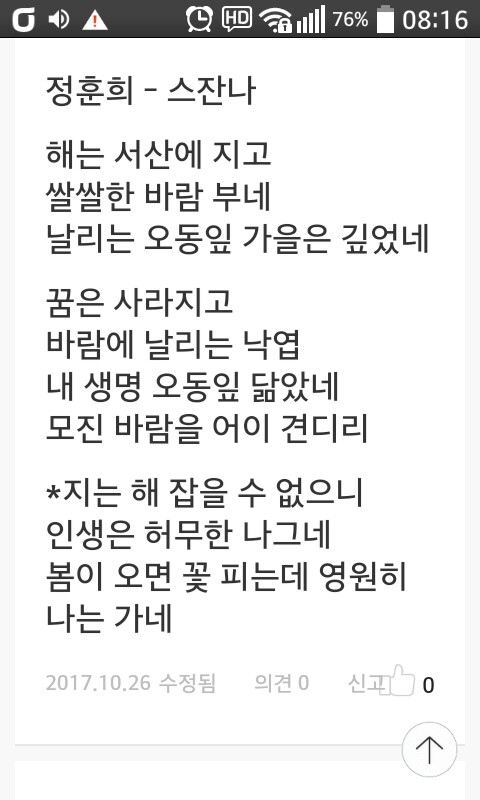 HD 76% 08:16
정훈희 - 스잔나
해는 서산에 지고
쌀쌀한 바람 부네
날리는 오동잎 가을은 깊었네
꿈은 사라지고
바람에 날리는 낙엽
내 생명 오동잎 닮았네
모진 바람을 어이 견디리
*지는 해 잡을 수 없으니
인생은 허무한 나그네
봄이 오면 꽃 피는데 영원히
나는 가네
2017.10.26 수정됨 의견 0 신고 0